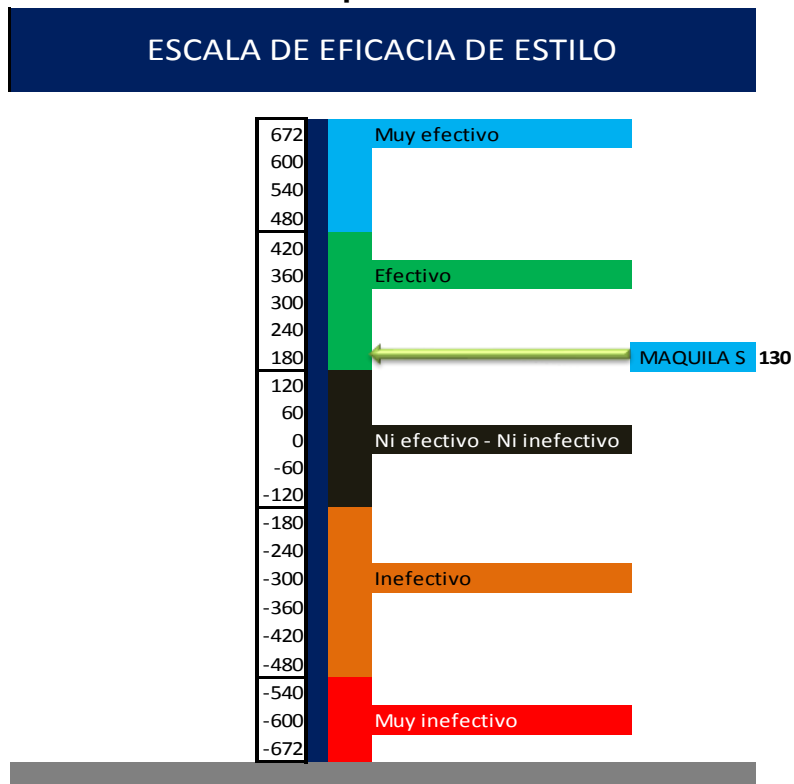 ESCALA DE EFICACIA DE ESTILO
672 Muy efectivo
600
540
480
420
360 Efectivo
300
240
180 MAQUILA S 130
120
60
0 Ni efectivo - Ni inefectivo
-60
-120
-180
-240
-300 Inefectivo
-360
-420
-480
-540
-600 Muy inefectivo
-672